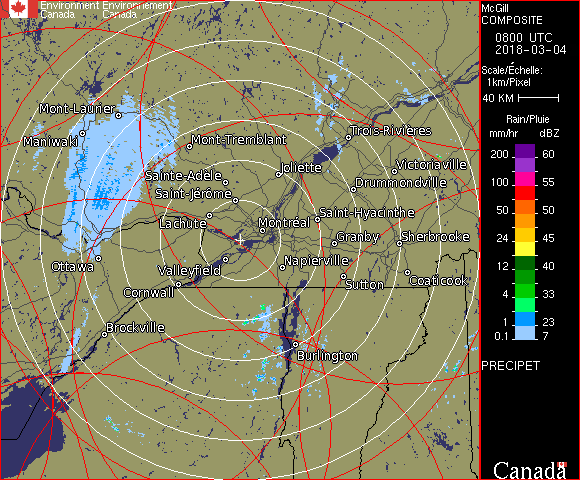 Environment Environnement
Canada Canada
McGill
COMPOSITE
0800 UTC
2018-03-04
Scale/Échelle:
1km/Pixel
40 KM
Rain/Pluie
mm/hr dBZ
200 60
100 55
50 50
24 45
12 40
4 33
1 23
0.1 7
PRECIPET
Canada
Mont-Laurier
Maniwaki
Mont-Tremblant
Trois-Rivières
Sainte-Adèle
Joliette
Victoriaville
Saint-Jérôme
Drummondville
Lachute
Montréal
Saint-Hyacinthe
Granby
Sherbrooke
Ottawa
Valleyfield
Napierville
Cornwall
Sutton
Coaticook
Brockville
Burlington